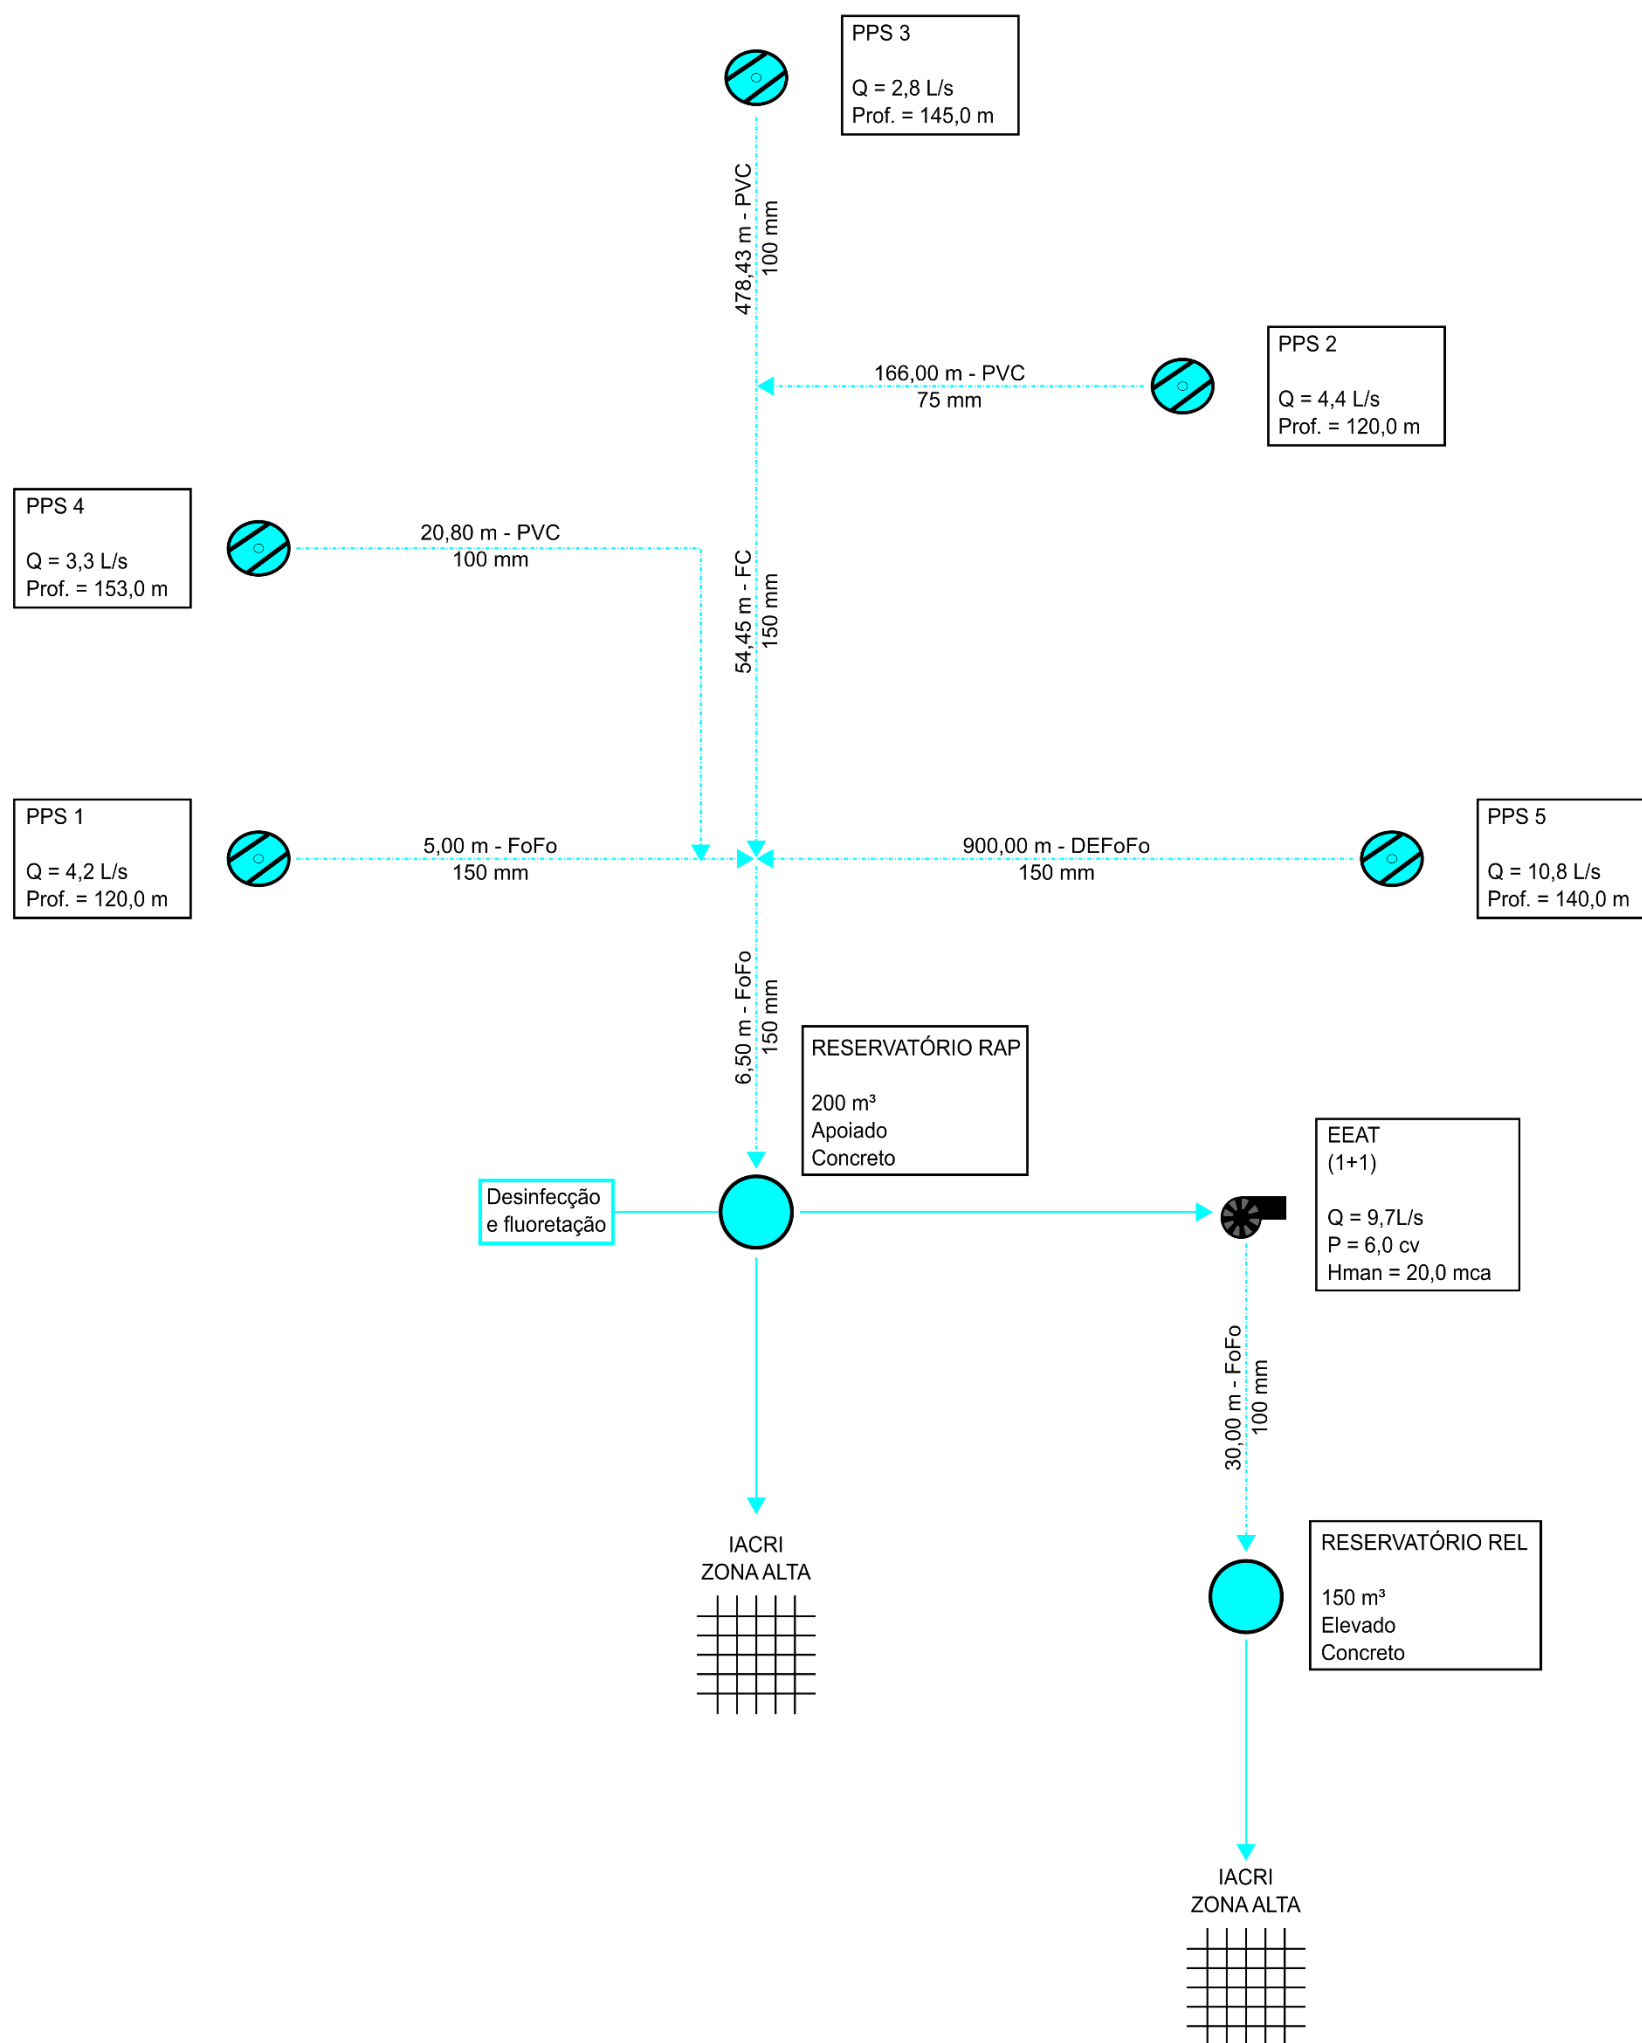 PPS 3
Q = 2,8 L/s
Prof. = 145,0 m
478,43 m - PVC
100 mm
PPS 2
Q = 4,4 L/s
Prof. = 120,0 m
166,00 m - PVC
75 mm
PPS 4
Q = 3,3 L/s
Prof. = 153,0 m
20,80 m - PVC
100 mm
54,45 m - FC
150 mm
PPS 1
Q = 4,2 L/s
Prof. = 120,0 m
5,00 m - FoFo
150 mm
900,00 m - DEFoFo
150 mm
PPS 5
Q = 10,8 L/s
Prof. = 140,0 m
6,50 m - FoFo
150 mm
RESERVATÓRIO RAP
200 m³
Apoiado
Concreto
Desinfecção
e fluoretação
EEAT
(1+1)
Q = 9,7L/s
P = 6,0 cv
Hman = 20,0 mca
30,00 m - FoFo
100 mm
IACRI
ZONA ALTA
RESERVATÓRIO REL
150 m³
Elevado
Concreto
IACRI
ZONA ALTA